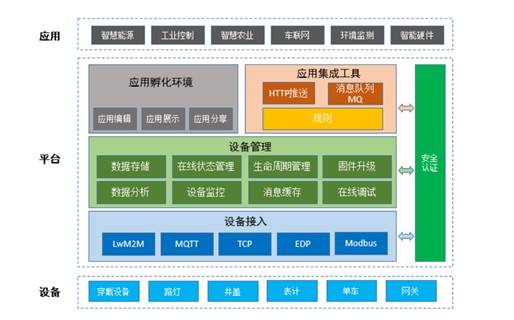 应用
智慧能源 工业控制 智慧农业 车联网 环境监测 智能硬件
平台
应用孵化环境
应用编辑 应用展示 应用分享
应用集成工具
HTTP推送
消息队列
MQ
规则
设备管理
数据存储 在线状态管理 生命周期管理 固件升级
数据分析 设备监控 消息缓存 在线调试
设备接入
LwM2M MQTT TCP EDP Modbus
安全
认证
设备
穿戴设备 路灯 井盖 表计 单车 网关